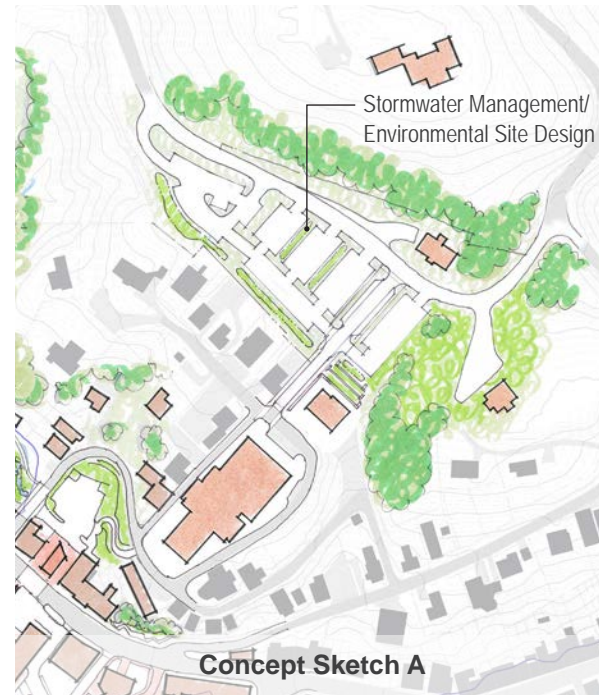 Stormwater Management/
Environmental Site Design
Concept Sketch A